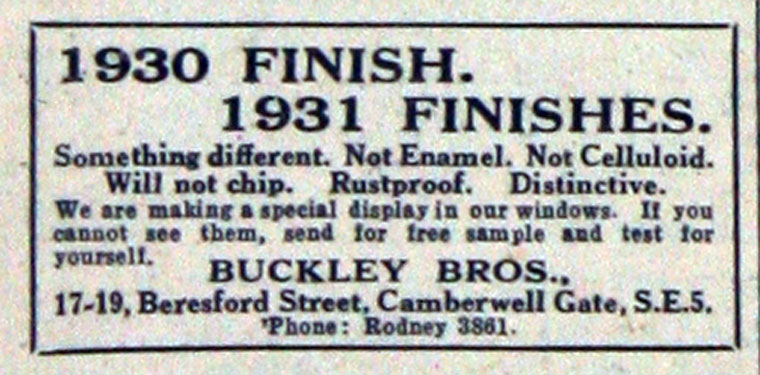 1930 FINISH.
1931 FINISHES.
Something different. Not Enamel. Not Celluloid.
Will not chip. Rustproof. Distinctive.
We are making a special display in our windows. If you
cannot see them, send for free sample and test for
yourself.
BUCKLEY BROS.,
17-19, Beresford Street, Camberwell Gate, S.E.5.
'Phone: Rodney 3861.